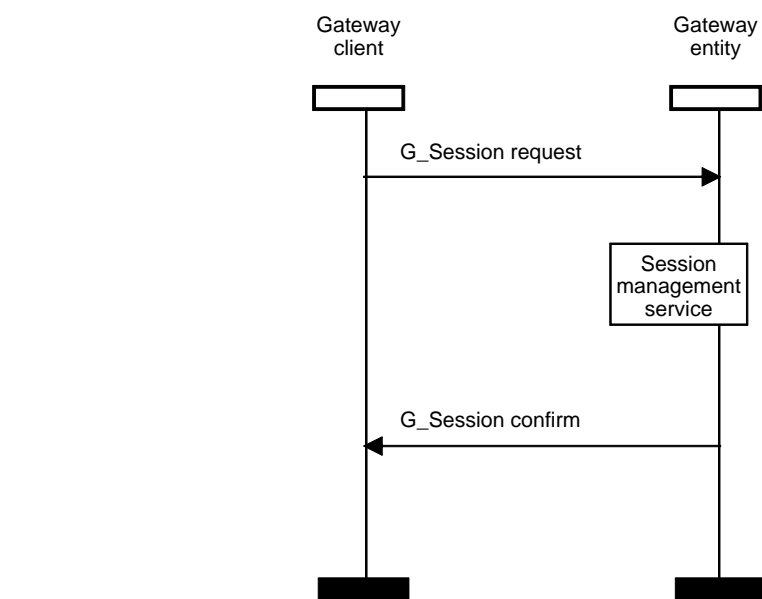 Gateway
client
Gateway
entity
G_Session request
Session
management
service
G_Session confirm